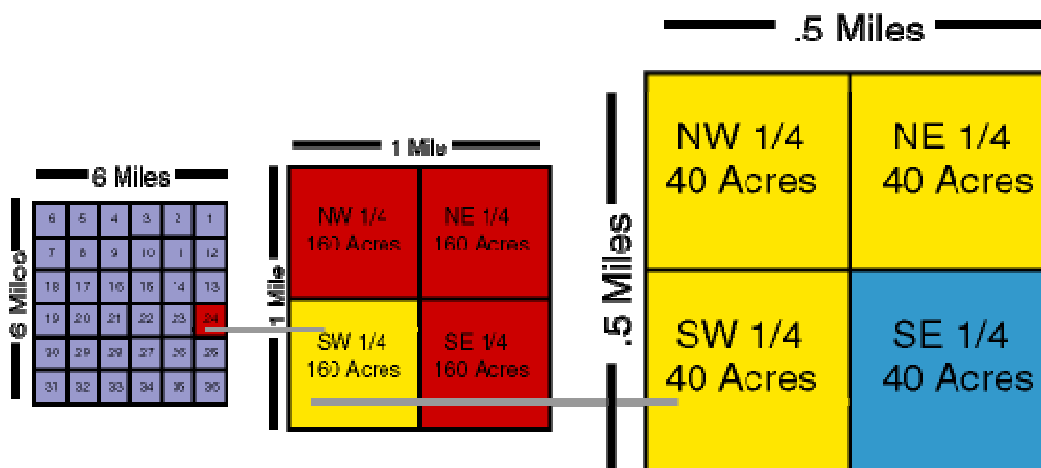 6 Miles
6 Miles
6 5 4 3 2 1
7 8 9 10 11 12
18 17 16 15 14 13
19 20 21 22 23 24
30 29 28 27 26 25
31 32 33 34 35 36
1 Mile
1 Mile
NW 1/4
160 Acres
NE 1/4
160 Acres
SW 1/4
160 Acres
SE 1/4
160 Acres
.5 Miles
.5 Miles
NW 1/4
40 Acres
NE 1/4
40 Acres
SW 1/4
40 Acres
SE 1/4
40 Acres